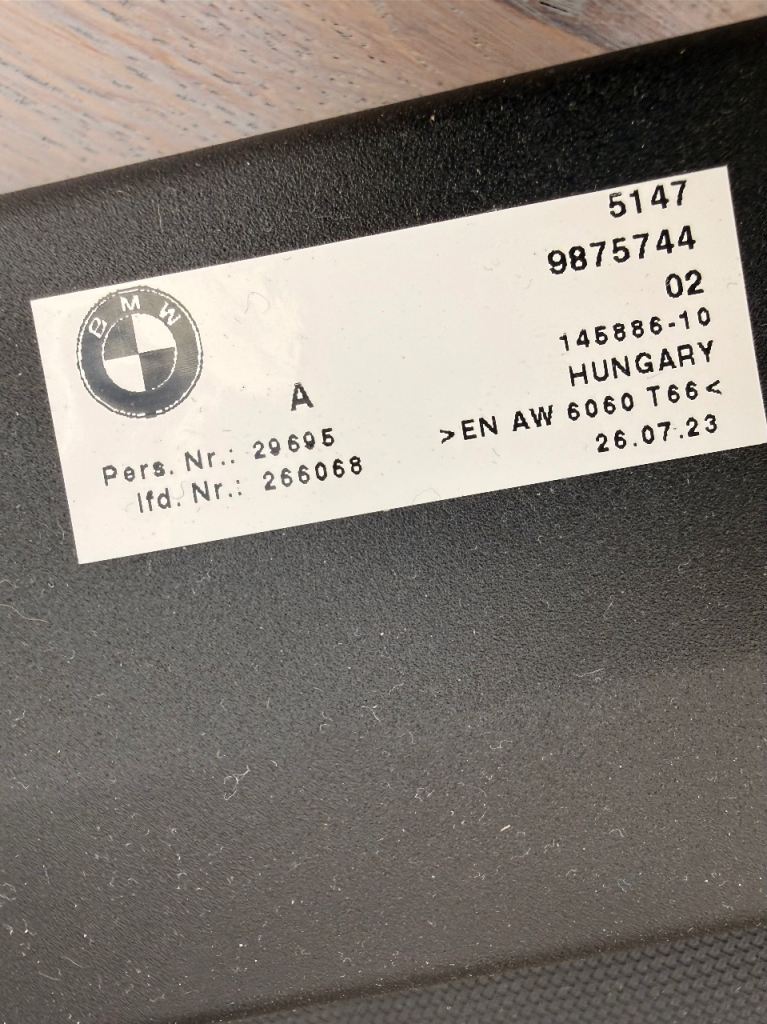 5147
9875744
02
145886-10
HUNGARY
>EN AW 6060 T66<
26.07.23
BMW
A
Pers. Nr.: 29695
lfd. Nr.: 266068